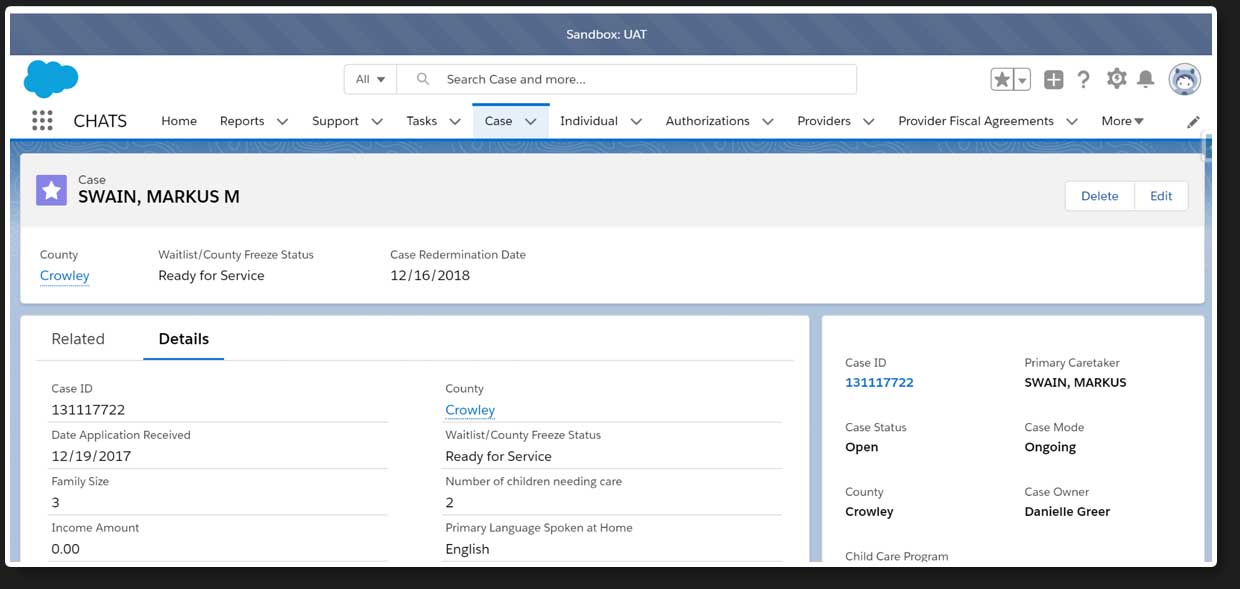 Sandbox: UAT
All Search Case and more...
CHATS Home Reports Support Tasks Case Individual Authorizations Providers Provider Fiscal Agreements More
Case
SWAIN, MARKUS M
Delete Edit
County Waitlist/County Freeze Status Case Redermination Date
Crowley Ready for Service 12/16/2018
Related Details
Case ID County
131117722 Crowley
Date Application Received Waitlist/County Freeze Status
12/19/2017 Ready for Service
Family Size Number of children needing care
3 2
Income Amount Primary Language Spoken at Home
0.00 English
Case ID Primary Caretaker
131117722 SWAIN, MARKUS
Case Status Case Mode
Open Ongoing
County Case Owner
Crowley Danielle Greer
Child Care Program